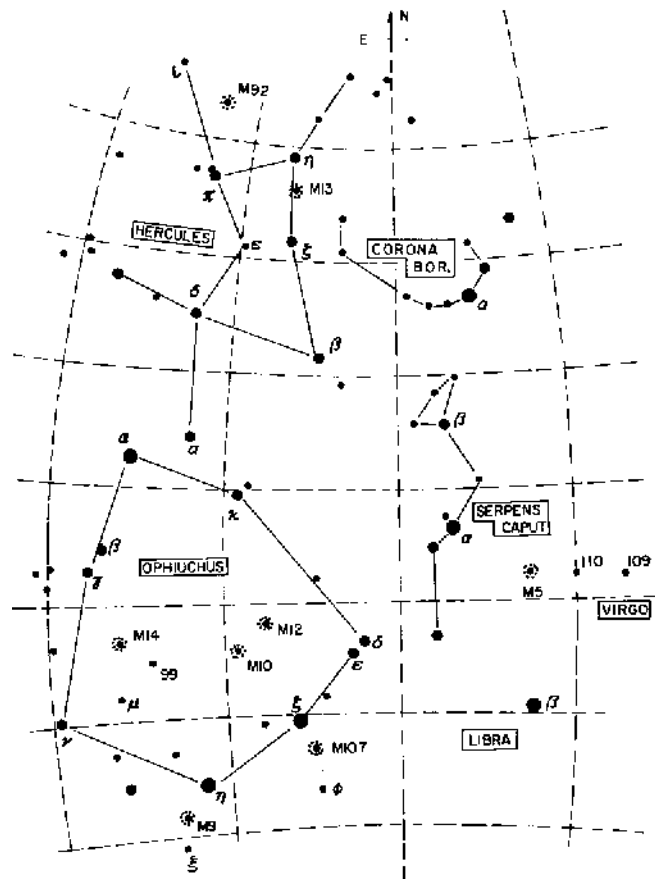 N
E
ι
M92
η
π
M13
HERCULES
ε
ζ
CORONA
BOR.
α
δ
β
α
β
α
κ
SERPENS
CAPUT
α
β
OPHIUCHUS
γ
110
109
M5
VIRGO
M14
M12
δ
99
M10
ε
μ
ξ
β
ν
M107
LIBRA
η
φ
M9
ξ